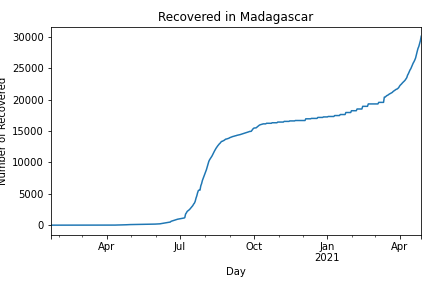 Recovered in Madagascar
Number of Recovered
30000
25000
20000
15000
10000
5000
0
Apr
Jul
Oct
Jan
2021
Apr
Day